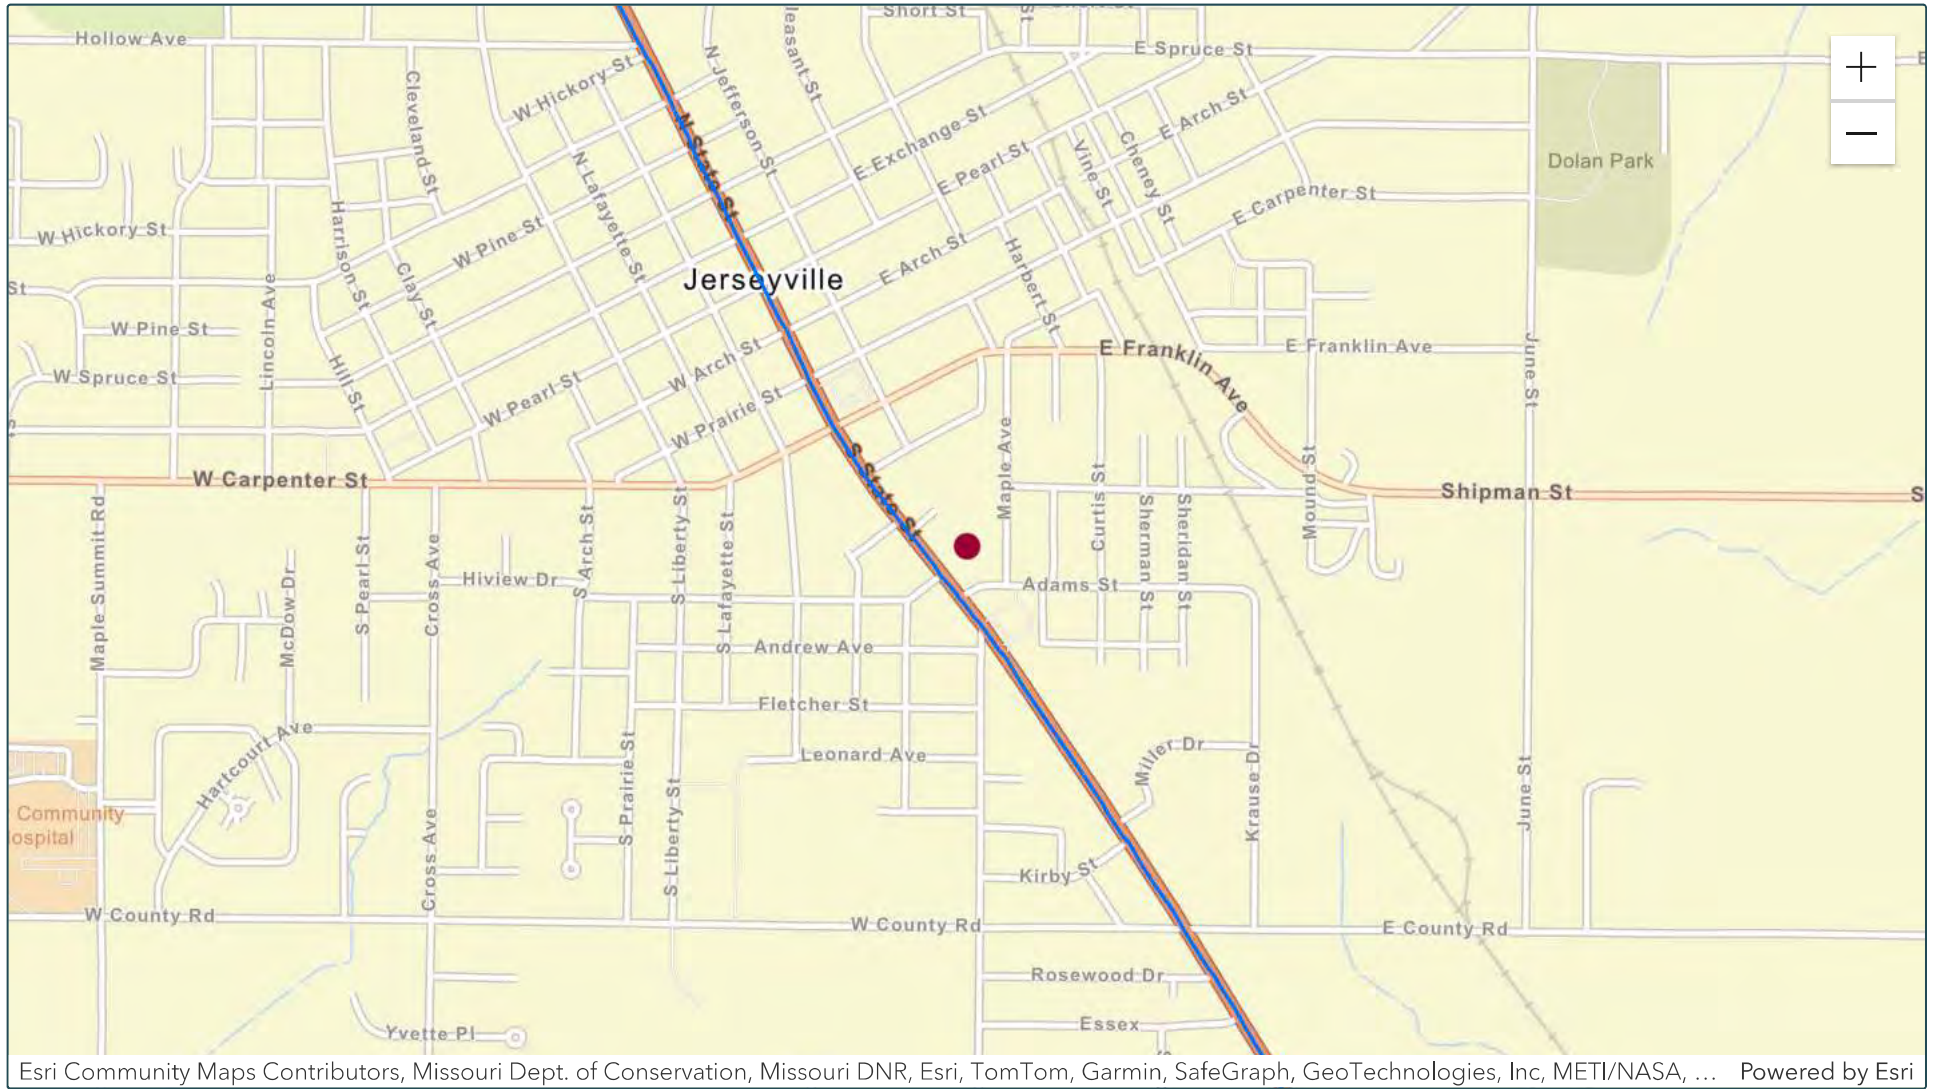 Short St
Hollow Ave
E Spruce St
E
leasant St
St
N Jefferson St
W Hickory St
Cleveland St
N State St
E Exchange St
E Arch St
Cheney St
Vine St
E Pearl St
Dolan Park
N Lafayette St
E Carpenter St
Harrison St
W Hickory St
W Pine St
E Arch St
Harbert St
Clay St
Jerseyville
St
Lincoln Ave
W Pine St
E Franklin Ave
E Franklin Ave
June St
W Arch St
Hill St
W Spruce St
W Pearl St
W Prairie St
Maple Ave
S State St
W Carpenter St
Mound St
Shipman St
S
Curtis St
Sherman St
Sheridan St
Maple Summit Rd
S Pearl St
Cross Ave
S Arch St
S Liberty St
S Lafayette St
Hiview Dr
Adams St
McDow Dr
Andrew Ave
Fletcher St
Hartcourt Ave
Leonard Ave
Miller Dr
Krause Dr
June St
S Prairie St
S Liberty St
Cross Ave
Community
ospital
Kirby St
W County Rd
W County Rd
E County Rd
Rosewood Dr
Essex
Yvette Pl
S
Esri Community Maps Contributors, Missouri Dept. of Conservation, Missouri DNR, Esri, TomTom, Garmin, SafeGraph, GeoTechnologies, Inc, METI/NASA, ... Powered by Esri